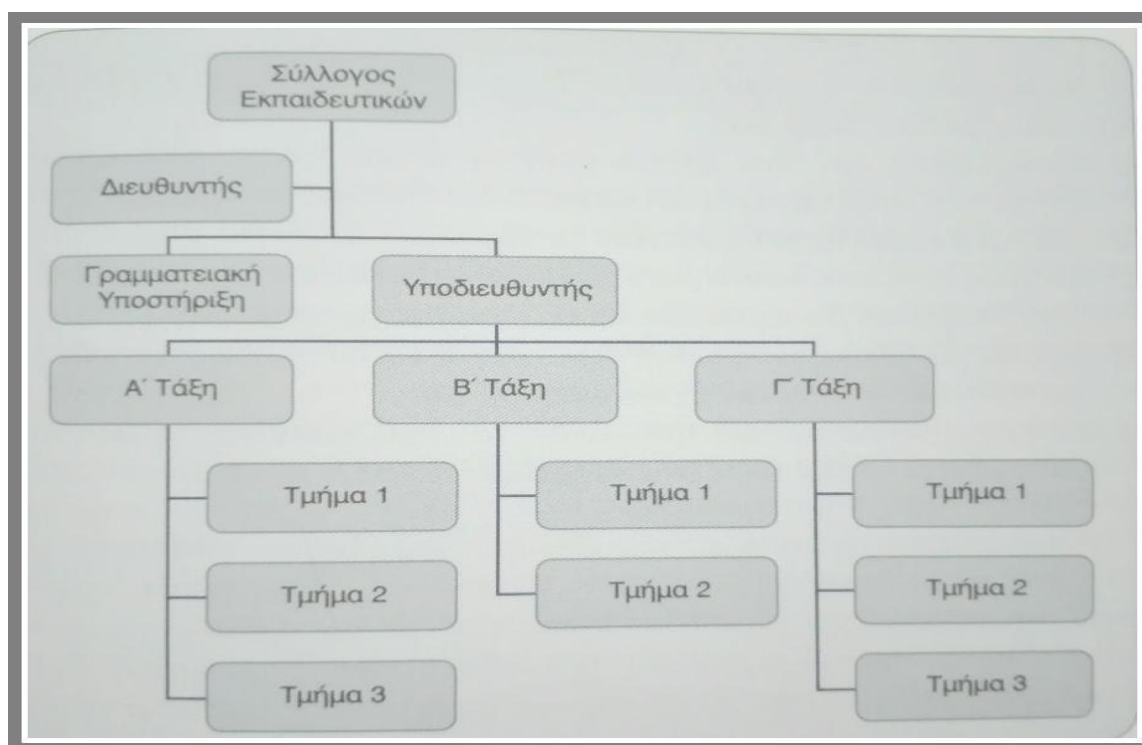 Σύλλογος
Εκπαιδευτικών
Διευθυντής
Γραμματειακή
Υποστήριξη
Υποδιευθυντής
Α΄ Τάξη
Β΄ Τάξη
Γ΄ Τάξη
Τμήμα 1
Τμήμα 1
Τμήμα 1
Τμήμα 2
Τμήμα 2
Τμήμα 2
Τμήμα 3
Τμήμα 3